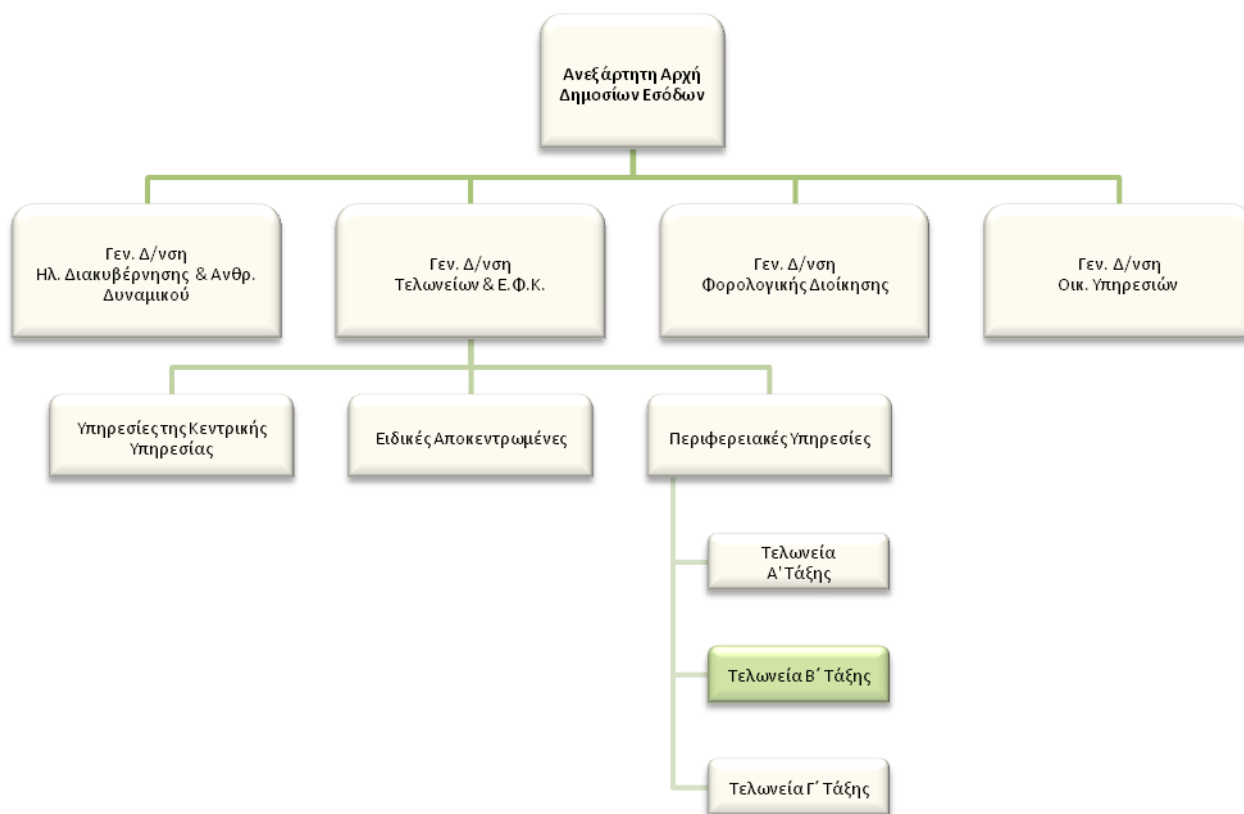 Ανεξάρτητη Αρχή
Δημοσίων Εσόδων
Γεν. Δ/νση
Ηλ. Διακυβέρνησης & Ανθρ.
Δυναμικού
Γεν. Δ/νση
Τελωνείων & Ε.Φ.Κ.
Γεν. Δ/νση
Φορολογικής Διοίκησης
Γεν. Δ/νση
Οικ. Υπηρεσιών
Υπηρεσίες της Κεντρικής
Υπηρεσίας
Ειδικές Αποκεντρωμένες
Περιφερειακές Υπηρεσίες
Τελωνεία
Α' Τάξης
Τελωνεία Β΄ Τάξης
Τελωνεία Γ΄ Τάξης